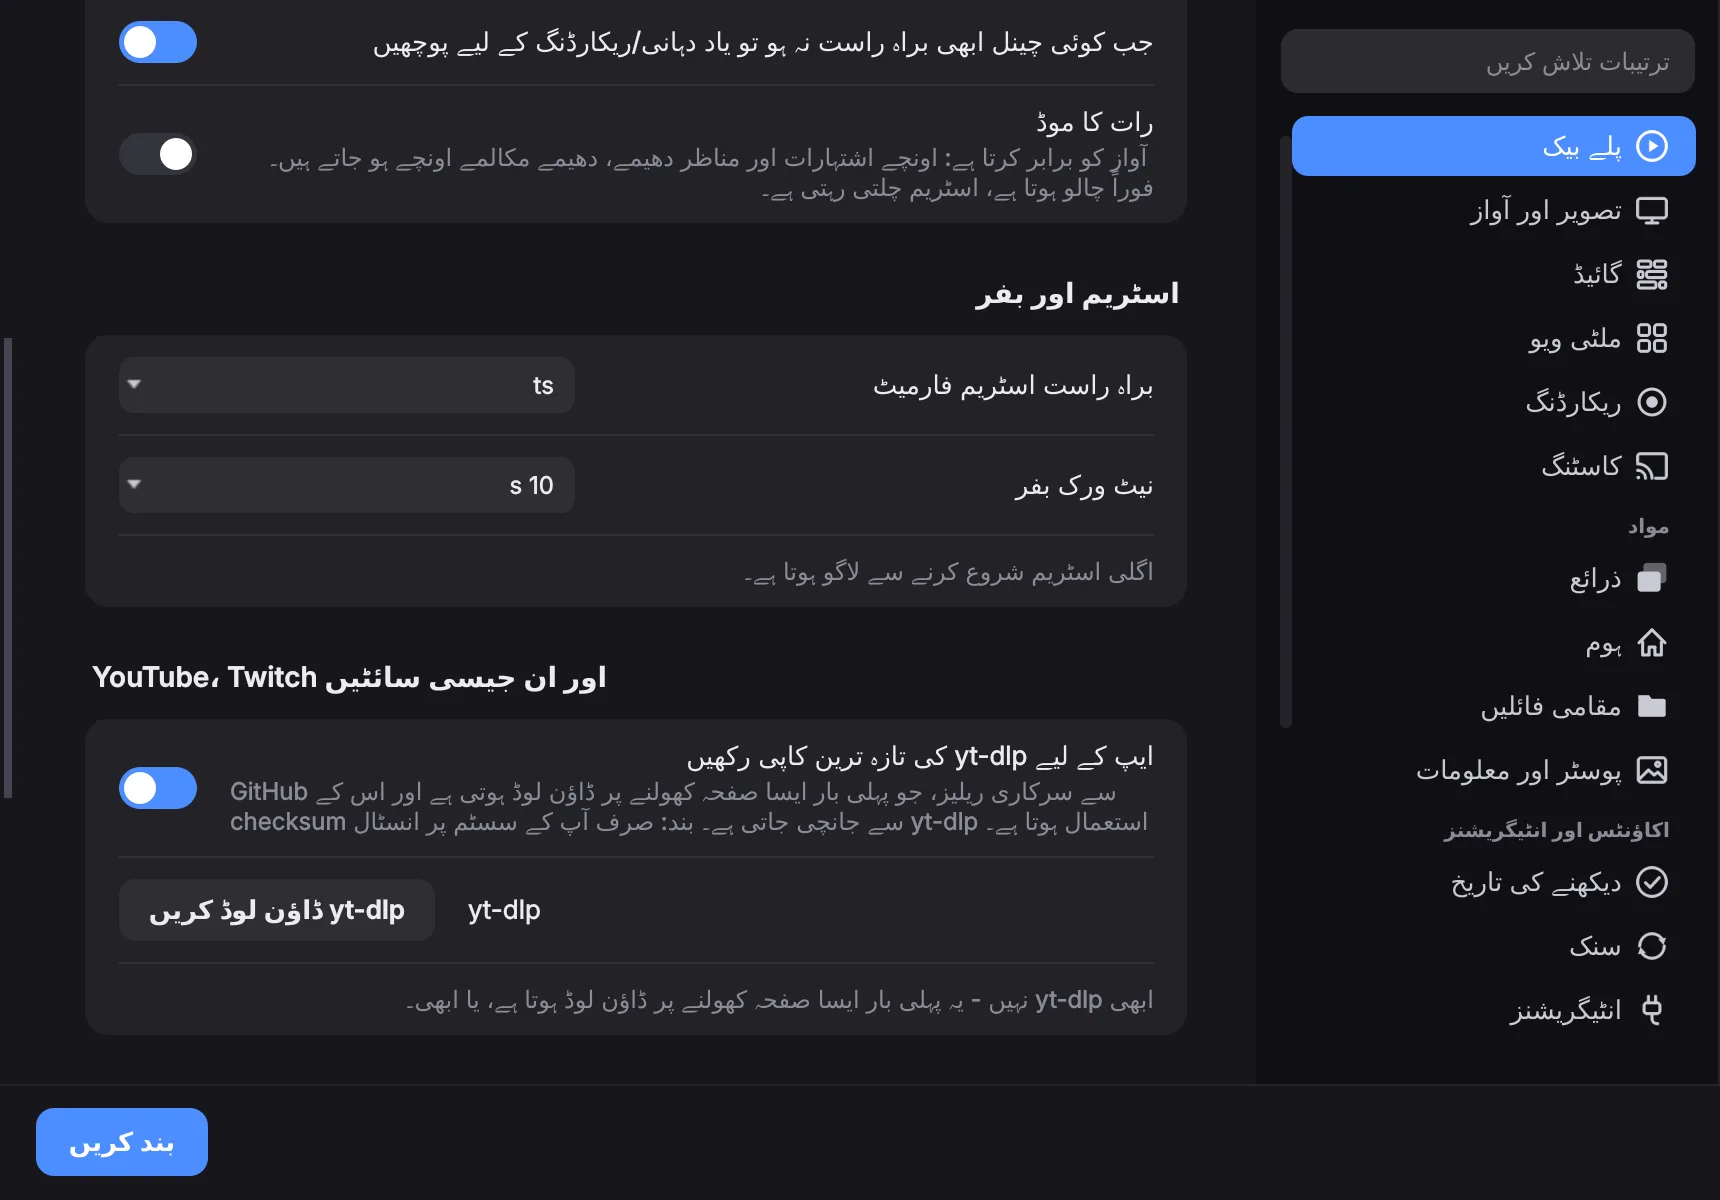 ترتیبات تلاش کریں
پلے بیک
تصویر اور آواز
گائیڈ
ملٹی ویو
ریکارڈنگ
کاسٹنگ
مواد
ذرائع
ہوم
مقامی فائلیں
پوسٹر اور معلومات
اکاؤنٹس اور انٹیگریشنز
دیکھنے کی تاریخ
سنک
انٹیگریشنز
جب کوئی چینل ابھی براہ راست نہ ہو تو یاد دہانی/ریکارڈنگ کے لیے پوچھیں
رات کا موڈ
آواز کو برابر کرتا ہے: اونچے اشتہارات اور مناظر دھیمے، دھیمے مکالمے اونچے ہو جاتے ہیں۔
فوراً چالو ہوتا ہے، اسٹریم چلتی رہتی ہے۔
اسٹریم اور بفر
براہ راست اسٹریم فارمیٹ
ts
نیٹ ورک بفر
10 s
اگلی اسٹریم شروع کرنے سے لاگو ہوتا ہے۔
YouTube، Twitch اور ان جیسی سائٹیں
ایپ کے لیے yt-dlp کی تازہ ترین کاپی رکھیں
GitHub سے سرکاری ریلیز، جو پہلی بار ایسا صفحہ کھولنے پر ڈاؤن لوڈ ہوتی ہے اور اس کے
checksum سے جانچی جاتی ہے۔ بند: صرف آپ کے سسٹم پر انسٹال yt-dlp استعمال ہوتا ہے۔
yt-dlp
yt-dlp ڈاؤن لوڈ کریں
ابھی yt-dlp نہیں - یہ پہلی بار ایسا صفحہ کھولنے پر ڈاؤن لوڈ ہوتا ہے، یا ابھی۔
بند کریں